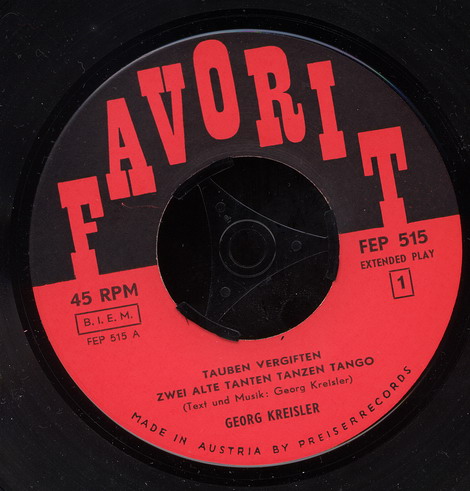 FAVORIT
45 RPM
B.I.E.M.
FEP 515 A
FEP 515
EXTENDED PLAY
1
TAUBEN VERGIFTEN
ZWEI ALTE TANTEN TANZEN TANGO
(Text und Musik: Georg Kreisler)
GEORG KREISLER
MADE IN AUSTRIA BY PREISERRECORDS